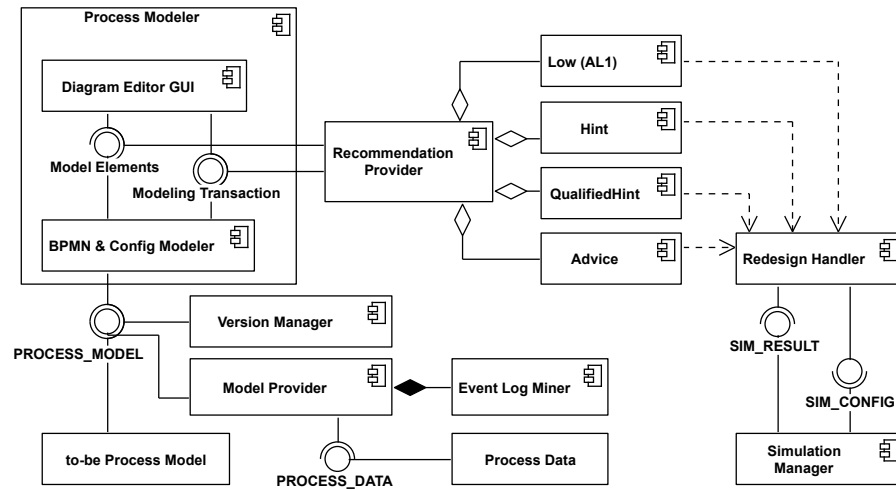 Process Modeler
Diagram Editor GUI
Model Elements
Modeling Transaction
BPMN & Config Modeler
Recommendation
Provider
Low (AL1)
Hint
QualifiedHint
Advice
Redesign Handler
PROCESS_MODEL
Version Manager
Model Provider
Event Log Miner
SIM_RESULT
SIM_CONFIG
to-be Process Model
PROCESS_DATA
Process Data
Simulation
Manager